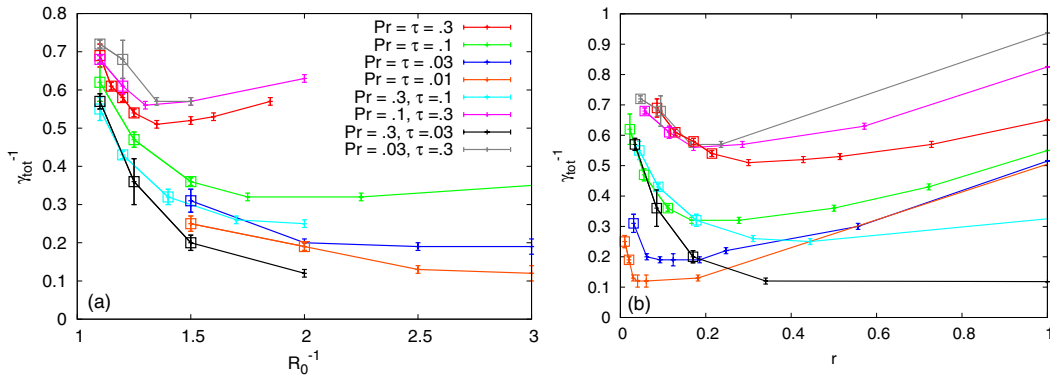 0.8
0.7
0.6
0.5
0.4
0.3
0.2
0.1
0
γtot⁻¹
1
1.5
2
2.5
3
R₀⁻¹
(a)
Pr = τ = .3
Pr = τ = .1
Pr = τ = .03
Pr = τ = .01
Pr = .3, τ = .1
Pr = .1, τ = .3
Pr = .3, τ = .03
Pr = .03, τ = .3
1
0.9
0.8
0.7
0.6
0.5
0.4
0.3
0.2
0.1
0
γtot⁻¹
0
0.2
0.4
0.6
0.8
1
r
(b)